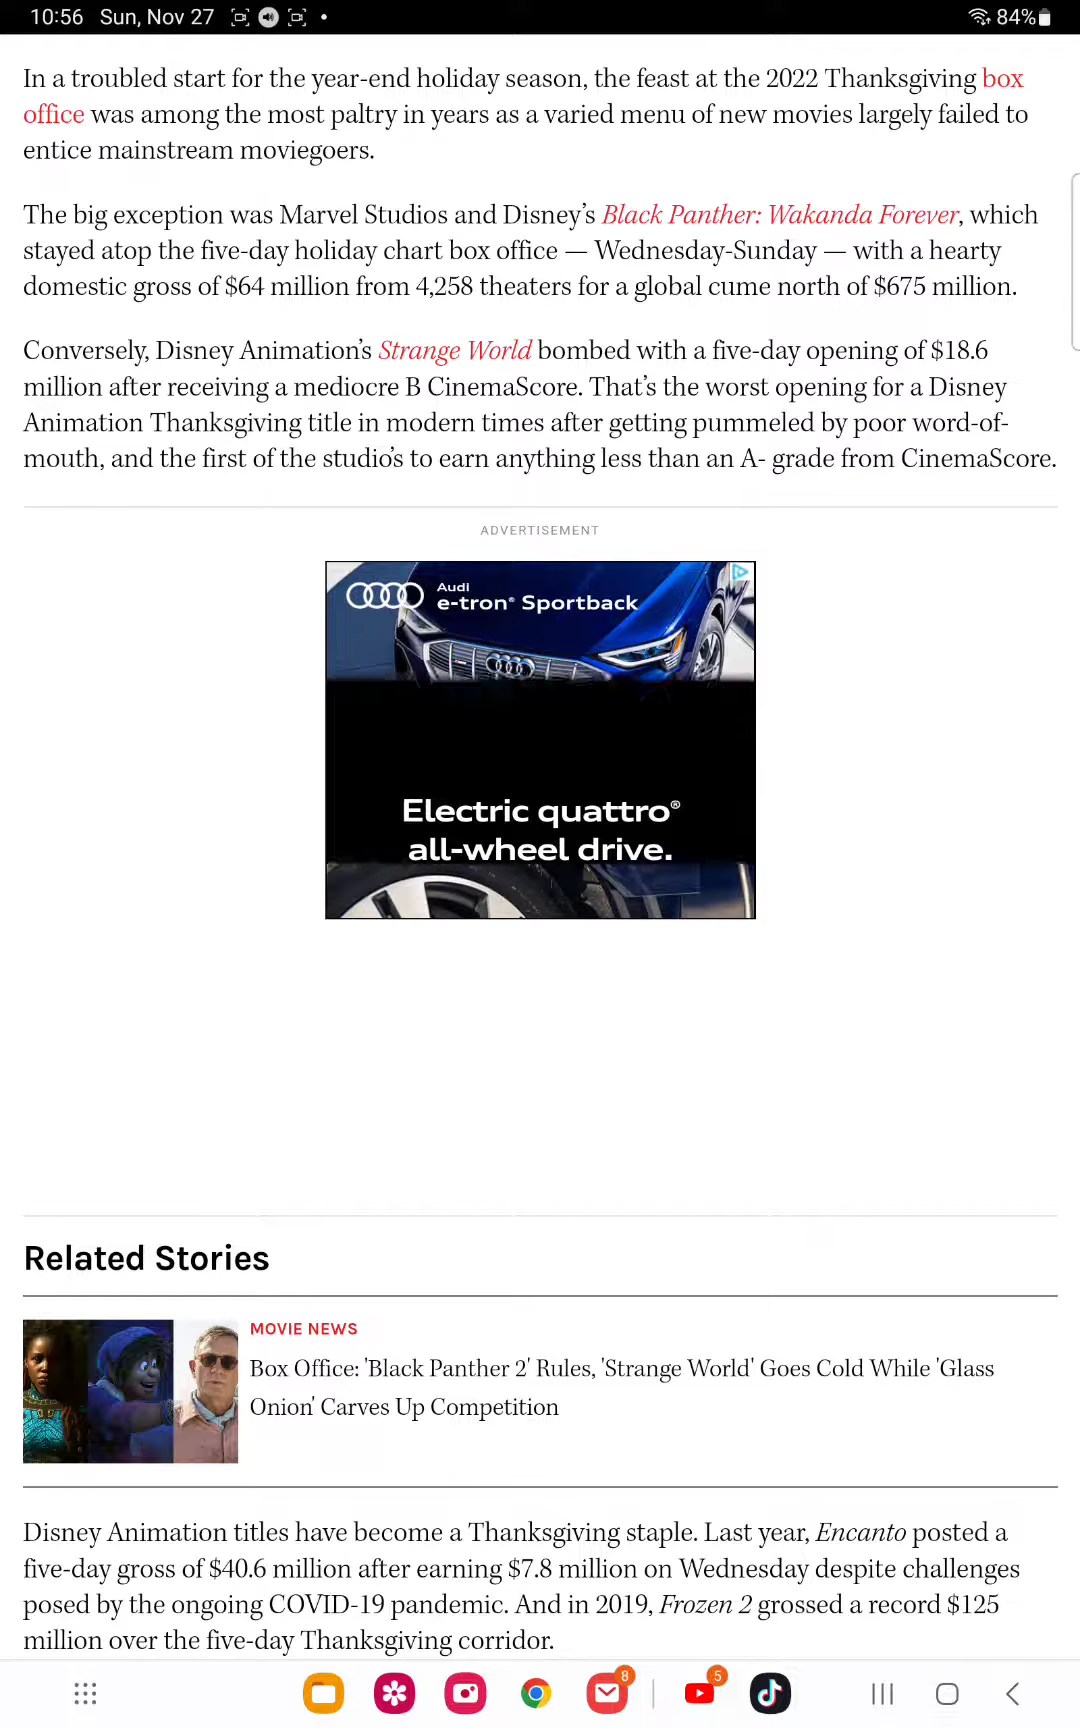 10:56 Sun, Nov 27
84%
In a troubled start for the year-end holiday season, the feast at the 2022 Thanksgiving box
office was among the most paltry in years as a varied menu of new movies largely failed to
entice mainstream moviegoers.
The big exception was Marvel Studios and Disney’s Black Panther: Wakanda Forever, which
stayed atop the five-day holiday chart box office — Wednesday-Sunday — with a hearty
domestic gross of $64 million from 4,258 theaters for a global cume north of $675 million.
Conversely, Disney Animation’s Strange World bombed with a five-day opening of $18.6
million after receiving a mediocre B CinemaScore. That’s the worst opening for a Disney
Animation Thanksgiving title in modern times after getting pummeled by poor word-of-
mouth, and the first of the studio’s to earn anything less than an A- grade from CinemaScore.
ADVERTISEMENT
Audi
e-tron® Sportback
Electric quattro®
all-wheel drive.
Related Stories
MOVIE NEWS
Box Office: 'Black Panther 2' Rules, 'Strange World' Goes Cold While 'Glass
Onion' Carves Up Competition
Disney Animation titles have become a Thanksgiving staple. Last year, Encanto posted a
five-day gross of $40.6 million after earning $7.8 million on Wednesday despite challenges
posed by the ongoing COVID-19 pandemic. And in 2019, Frozen 2 grossed a record $125
million over the five-day Thanksgiving corridor.
8
5